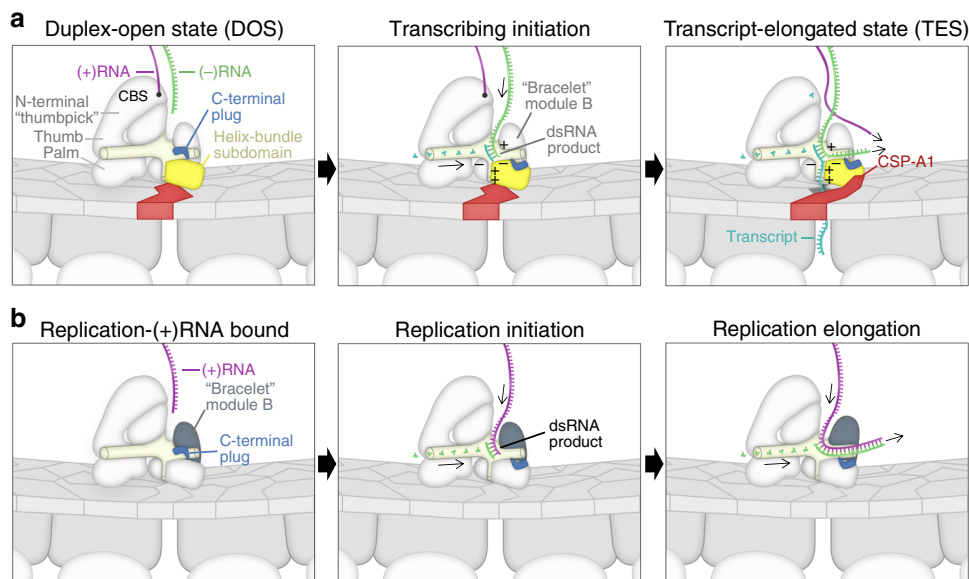 a
Duplex-open state (DOS)
Transcribing initiation
Transcript-elongated state (TES)
(+)RNA
(–)RNA
CBS
N-terminal
“thumbpick”
Thumb
Palm
C-terminal
plug
Helix-bundle
subdomain
“Bracelet”
module B
dsRNA
product
+
–
–
+
+
+
–
–
+
+
CSP-A1
Transcript
b
Replication-(+)RNA bound
Replication initiation
Replication elongation
(+)RNA
“Bracelet”
module B
C-terminal
plug
dsRNA
product